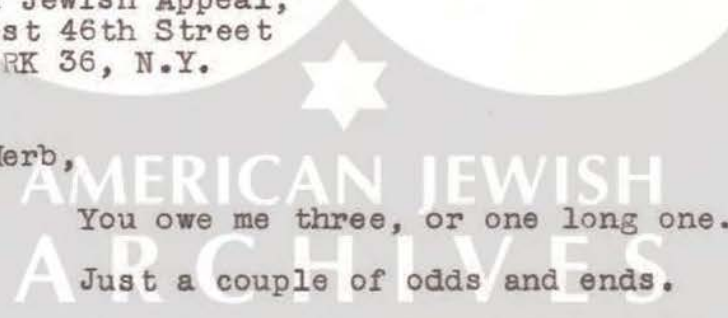 Jewish Appeal,
st 46th Street
RK 36, N.Y.
erb,
AMERICAN JEWISH
You owe me three, or one long one.
ARCHIVES
Just a couple of odds and ends.